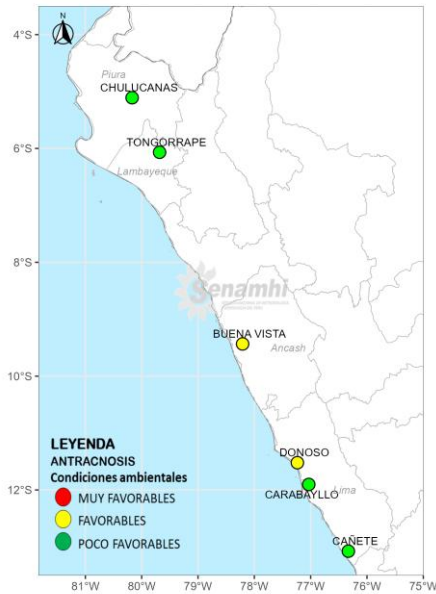 N
4°S
Piura
CHULUCANAS
TONGORRAPE
6°S
Lambayeque
8°S
Senamhi
BUENA VISTA
Ancash
10°S
LEYENDA
ANTRACNOSIS
Condiciones ambientales
MUY FAVORABLES
FAVORABLES
POCO FAVORABLES
DONOSO
12°S
CARABAYLLO
Lima
CAÑETE
81°W
80°W
79°W
78°W
77°W
76°W
75°W